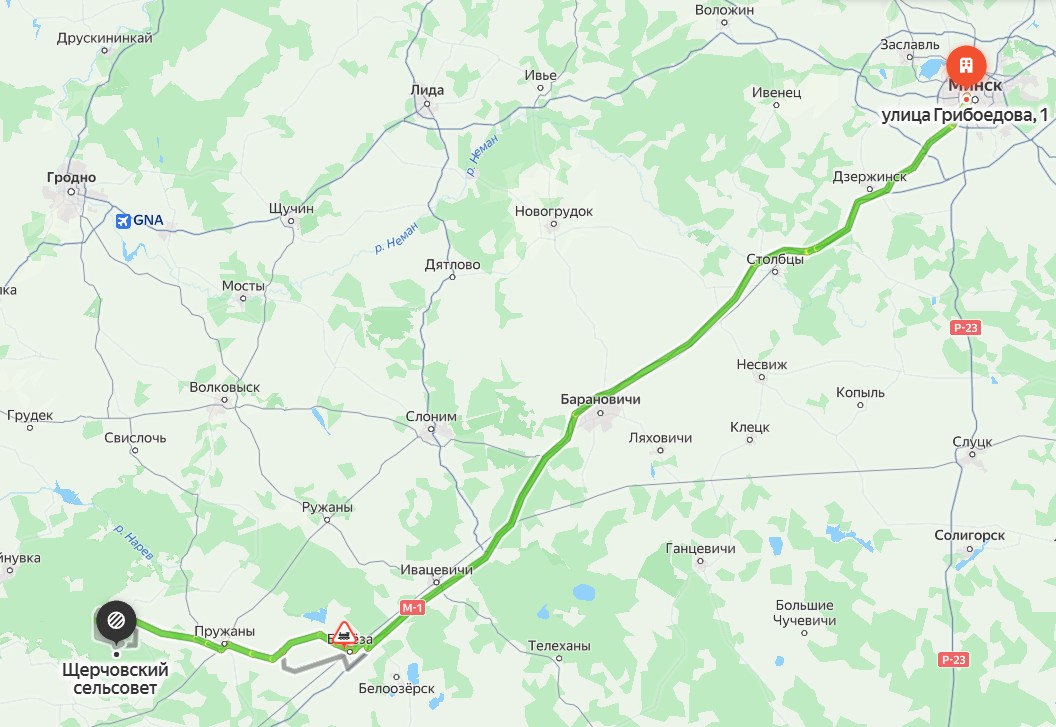 Воложин
Друскининкай
Заславль
Ивье
Лида
Ивенец
Минск
улица Грибоедова, 1
р. Неман
Гродно
Дзержинск
GNA
Щучин
Новогрудок
р. Неман
Столбцы
Дятлово
Мосты
лка
Р-23
Несвиж
Волковыск
Копыль
Барановичи
Грудек
Слоним
Клецк
Свислочь
Ляховичи
Слуцк
Ружаны
р. Нарев
Солигорск
Ганцевичи
йнувка
Ивацевичи
М-1
Большие
Чучевичи
Пружаны
Берёза
Телеханы
Р-23
Щерчовский
сельсовет
Белоозёрск